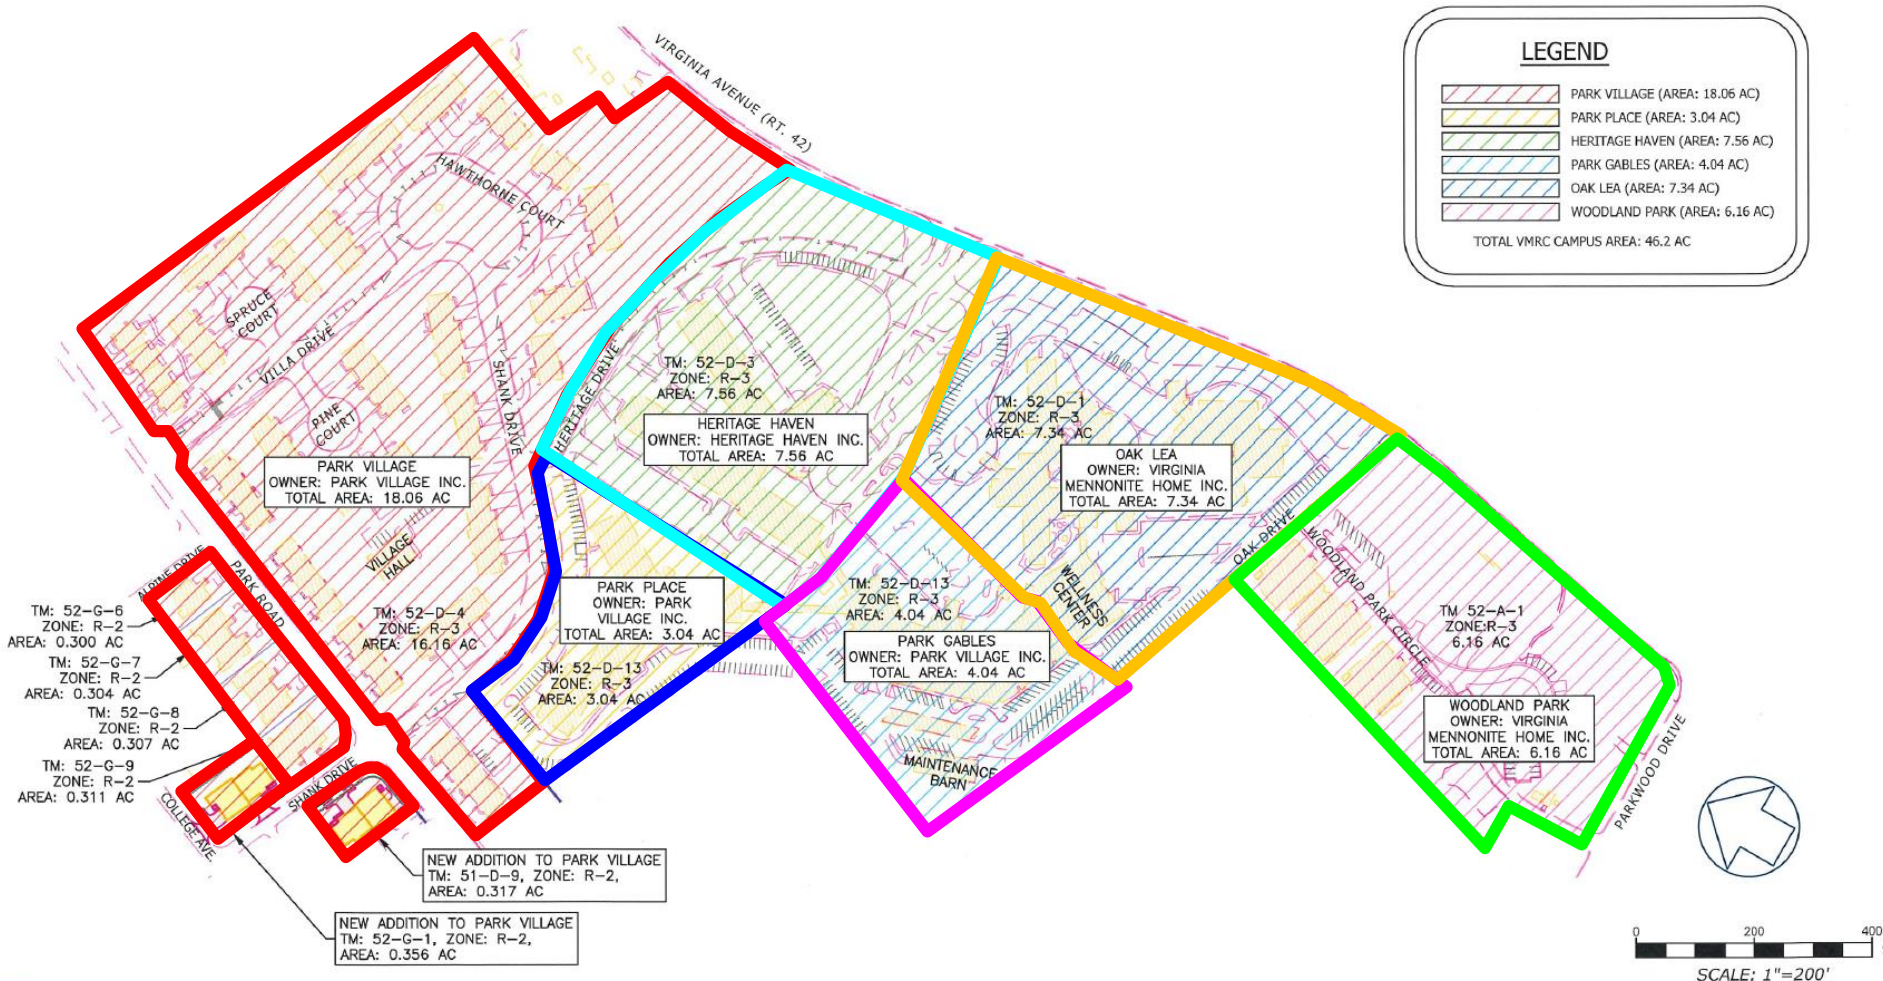 VIRGINIA AVENUE (RT. 42)
LEGEND
PARK VILLAGE (AREA: 18.06 AC)
PARK PLACE (AREA: 3.04 AC)
HERITAGE HAVEN (AREA: 7.56 AC)
PARK GABLES (AREA: 4.04 AC)
OAK LEA (AREA: 7.34 AC)
WOODLAND PARK (AREA: 6.16 AC)
TOTAL VMRC CAMPUS AREA: 46.2 AC
HAWTHORNE COURT
SPRUCE
COURT
VILLA DRIVE
PINE
COURT
SHANK DRIVE
HERITAGE DRIVE
TM: 52-D-3
ZONE: R-3
AREA: 7.56 AC
HERITAGE HAVEN
OWNER: HERITAGE HAVEN INC.
TOTAL AREA: 7.56 AC
TM: 52-D-1
ZONE: R-3
AREA: 7.34 AC
OAK LEA
OWNER: VIRGINIA
MENNONITE HOME INC.
TOTAL AREA: 7.34 AC
PARK VILLAGE
OWNER: PARK VILLAGE INC.
TOTAL AREA: 18.06 AC
VILLAGE
HALL
OAK DRIVE
WOODLAND PARK CIRCLE
ALPINE DRIVE
PARK ROAD
PARK PLACE
OWNER: PARK
VILLAGE INC.
TOTAL AREA: 3.04 AC
TM: 52-D-13
ZONE: R-3
AREA: 4.04 AC
WELLNESS
CENTER
TM: 52-G-6
ZONE: R-2
AREA: 0.300 AC
TM: 52-D-4
ZONE: R-3
AREA: 16.16 AC
TM 52-A-1
ZONE:R-3
6.16 AC
PARK GABLES
OWNER: PARK VILLAGE INC.
TOTAL AREA: 4.04 AC
TM: 52-G-7
ZONE: R-2
AREA: 0.304 AC
TM: 52-D-13
ZONE: R-3
AREA: 3.04 AC
TM: 52-G-8
ZONE: R-2
AREA: 0.307 AC
WOODLAND PARK
OWNER: VIRGINIA
MENNONITE HOME INC.
TOTAL AREA: 6.16 AC
TM: 52-G-9
ZONE: R-2
AREA: 0.311 AC
MAINTENANCE
BARN
SHANK DRIVE
COLLEGE AVE.
PARKWOOD DRIVE
NEW ADDITION TO PARK VILLAGE
TM: 51-D-9, ZONE: R-2,
AREA: 0.317 AC
NEW ADDITION TO PARK VILLAGE
TM: 52-G-1, ZONE: R-2,
AREA: 0.356 AC
0 200 400
SCALE: 1"=200'